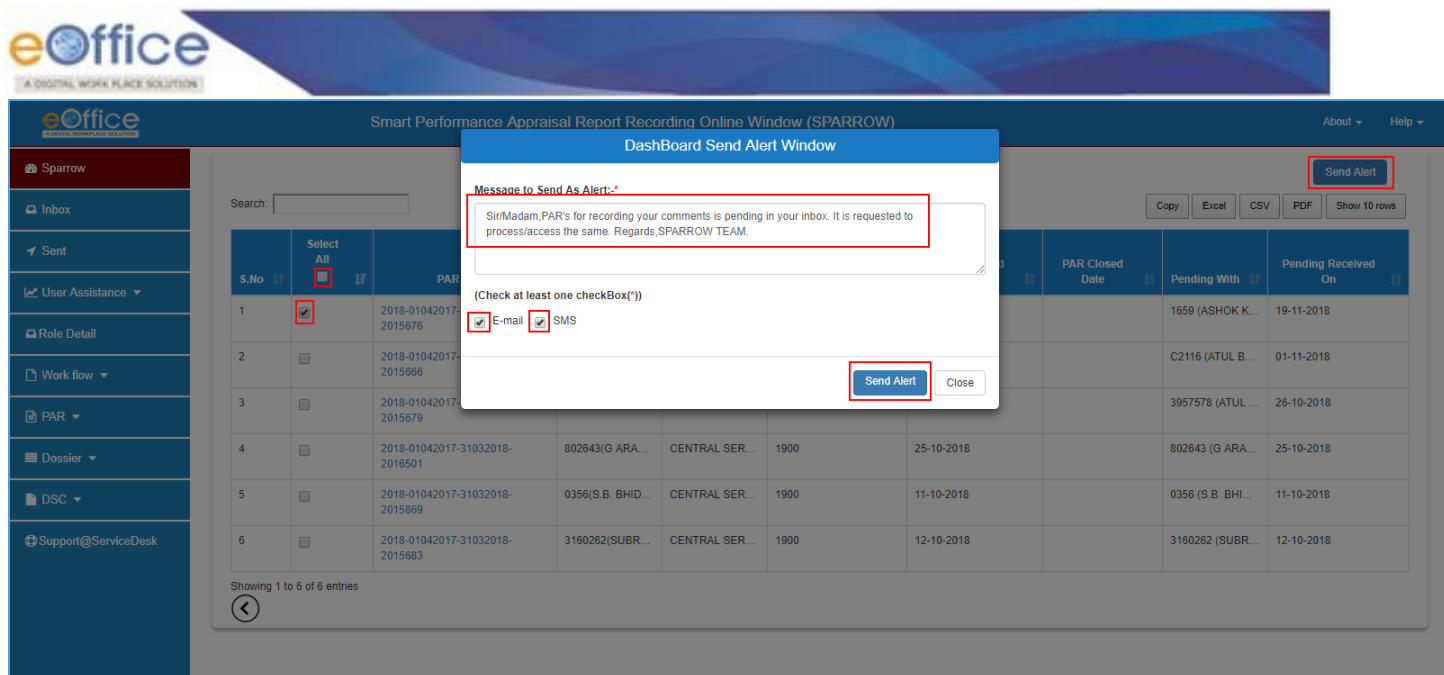 eOffice
A DIGITAL WORK PLACE SOLUTION
eOffice
A DIGITAL WORKPLACE SOLUTION
Smart Performance Appraisal Report Recording Online Window (SPARROW)
About
Help
Sparrow
Inbox
Sent
User Assistance
Role Detail
Work flow
PAR
Dossier
DSC
Support@ServiceDesk
DashBoard Send Alert Window
Message to Send As Alert:-*
Sir/Madam,PAR's for recording your comments is pending in your inbox. It is requested to
process/access the same. Regards,SPARROW TEAM.
(Check at least one checkBox(*))
E-mail SMS
Send Alert Close
Send Alert
Search:
Copy Excel CSV PDF Show 10 rows
S.No
Select
All
PAR
PAR Closed
Date
Pending With
Pending Received
On
1 2018-01042017- 1659 (ASHOK K... 19-11-2018
2015676
2 2018-01042017- C2116 (ATUL B... 01-11-2018
2015666
3 2018-01042017- 3957578 (ATUL ... 26-10-2018
2015679
4 2018-01042017-31032018- 802643(G ARA... CENTRAL SER... 1900 25-10-2018 802643 (G ARA... 25-10-2018
2016501
5 2018-01042017-31032018- 0356(S.B. BHID... CENTRAL SER... 1900 11-10-2018 0356 (S.B. BHI... 11-10-2018
2015869
6 2018-01042017-31032018- 3160262(SUBR... CENTRAL SER... 1900 12-10-2018 3160262 (SUBR... 12-10-2018
2015683
Showing 1 to 6 of 6 entries